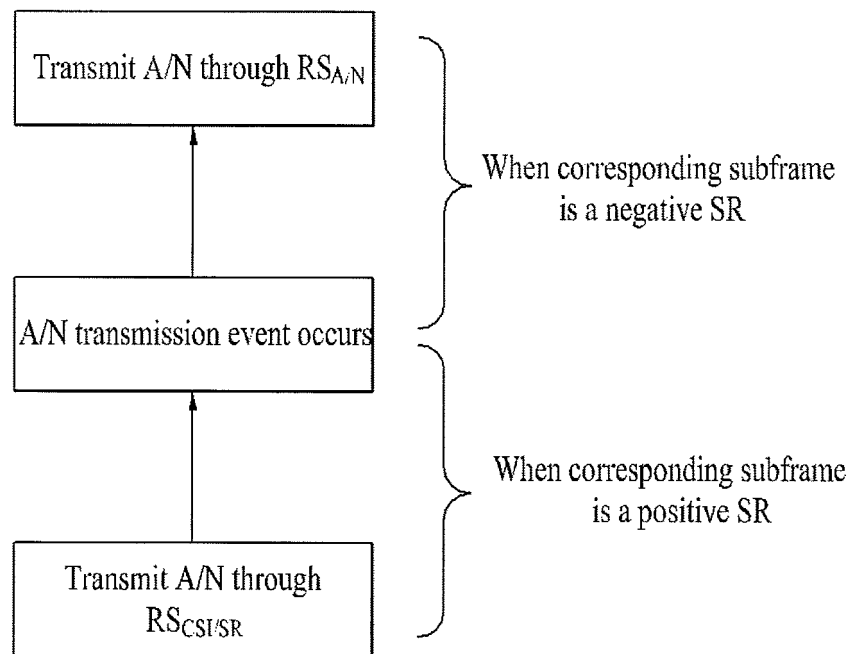 Transmit A/N through RSA/N
When corresponding subframe
is a negative SR
A/N transmission event occurs
When corresponding subframe
is a positive SR
Transmit A/N through
RSCSI/SR